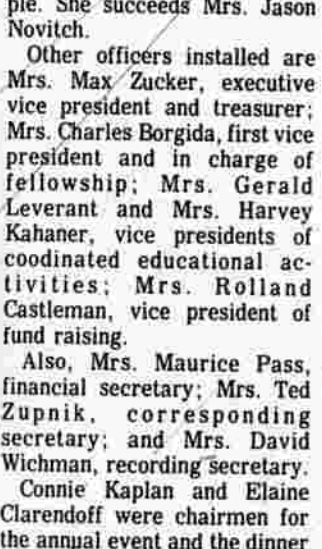 ple. She succeeds Mrs. Jason
Novitch.
Other officers installed are
Mrs. Max Zucker, executive
vice president and treasurer;
Mrs. Charles Borgida, first vice
president and in charge of
fellowship; Mrs. Gerald
Leverant and Mrs. Harvey
Kahaner, vice presidents of
coodinated educational ac-
tivities; Mrs. Rolland
Castleman, vice president of
fund raising.
Also, Mrs. Maurice Pass,
financial secretary; Mrs. Ted
Zupnik, corresponding
secretary; and Mrs. David
Wichman, recording secretary.
Connie Kaplan and Elaine
Clarendoff were chairmen for
the annual event and the dinner